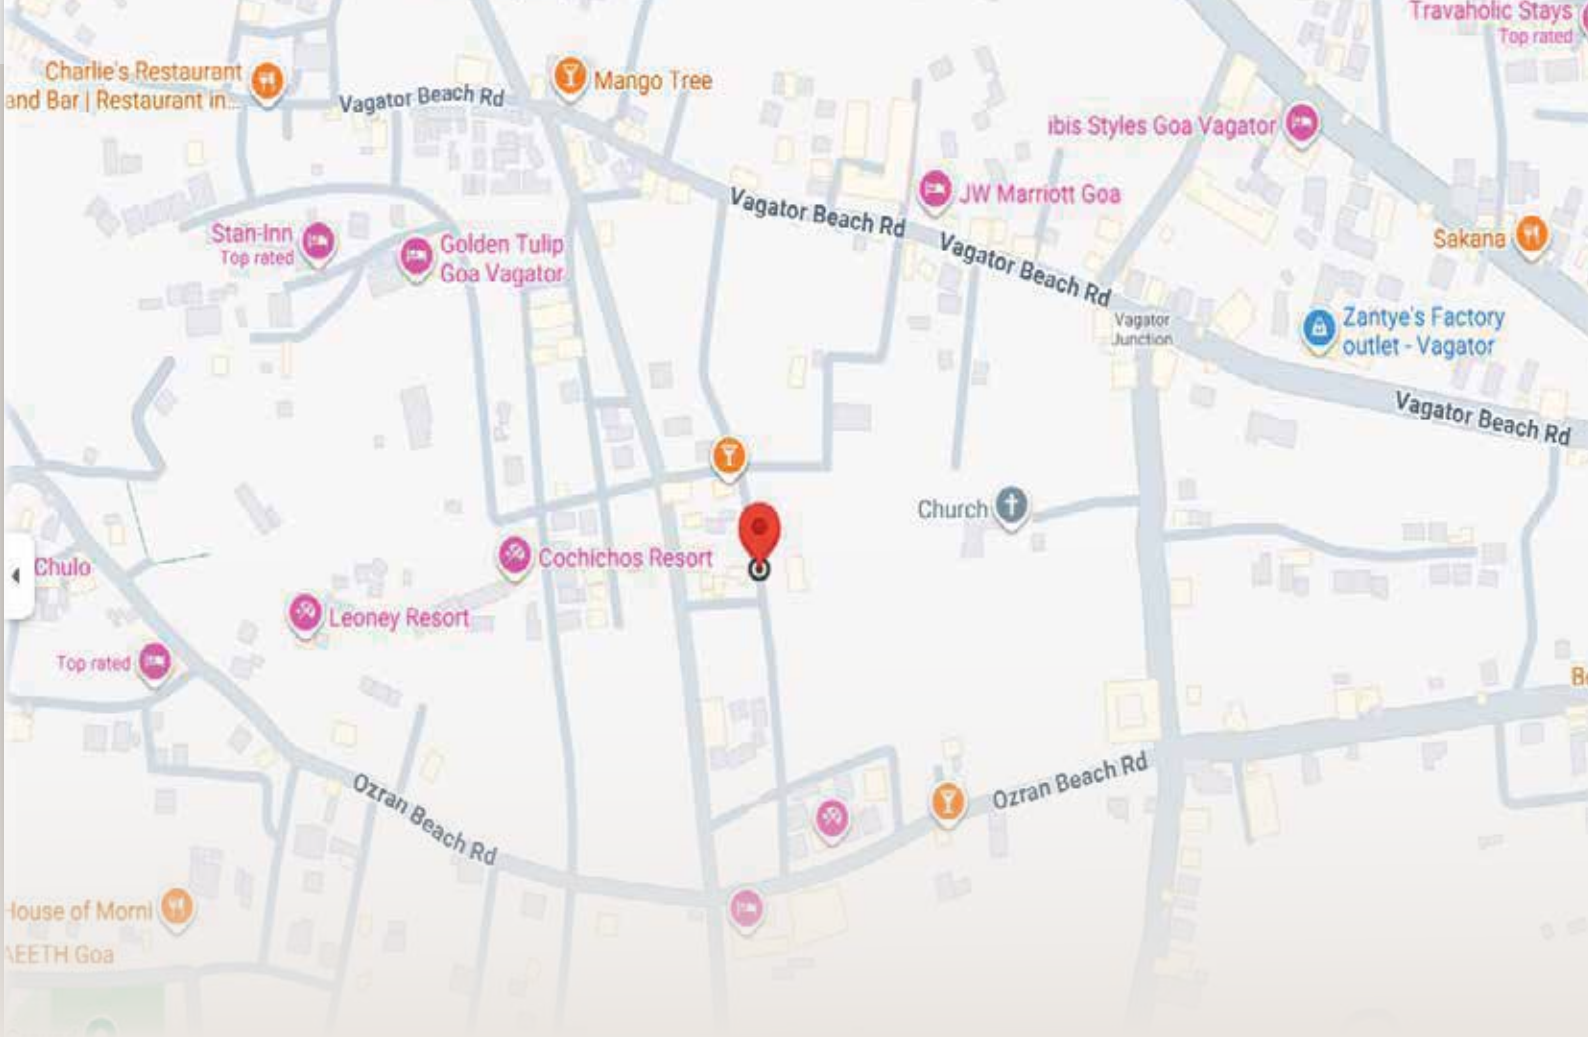 Travaholic Stays
Top rated
Charlie's Restaurant
and Bar | Restaurant in...
Vagator Beach Rd
Mango Tree
ibis Styles Goa Vagator
JW Marriott Goa
Vagator Beach Rd
Vagator Beach Rd
Stan-Inn
Top rated
Golden Tulip
Goa Vagator
Sakana
Vagator
Junction
Zantye's Factory
outlet - Vagator
Vagator Beach Rd
Church
Cochichos Resort
Chulo
Leoney Resort
Top rated
Ozran Beach Rd
Ozran Beach Rd
House of Morni
Goa